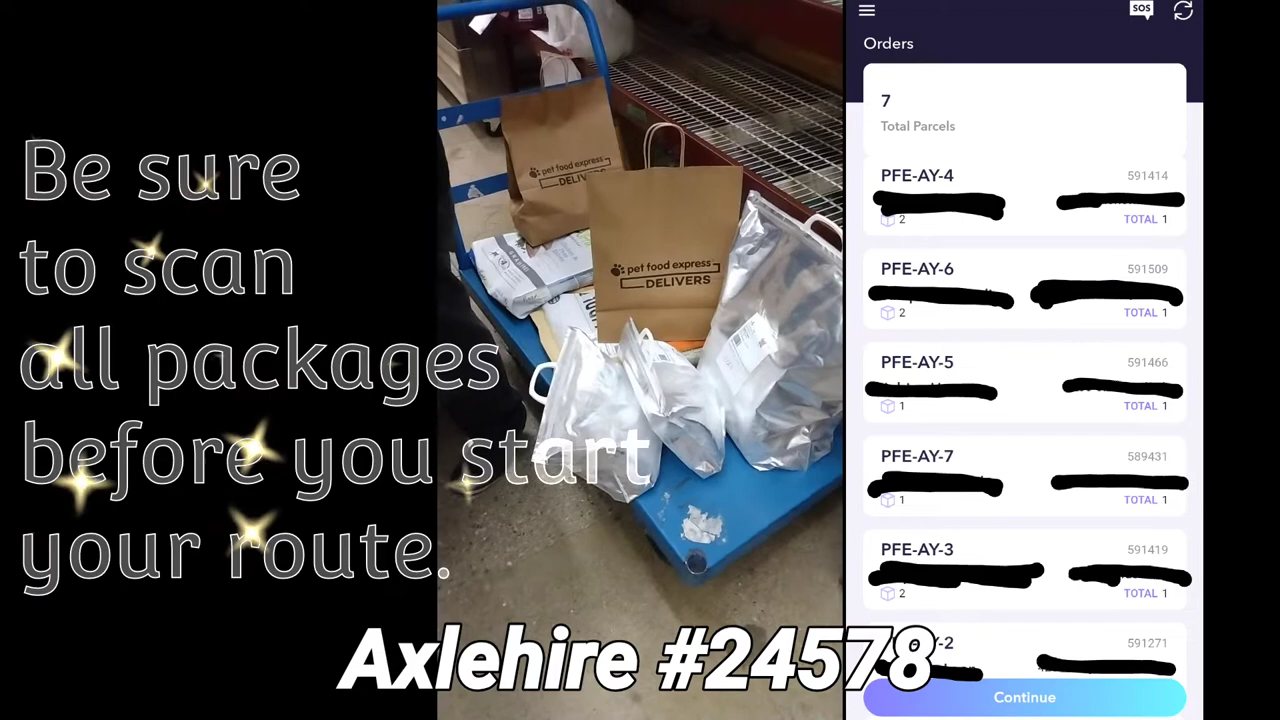 Be sure
to scan
all packages
before you start
your route.
pet food express
DELIVERS
pet food express
DELIVERS
Orders
SOS
7
Total Parcels
PFE-AY-4
591414
2
TOTAL 1
PFE-AY-6
591509
2
TOTAL 1
PFE-AY-5
591466
1
TOTAL 1
PFE-AY-7
589431
1
TOTAL 1
PFE-AY-3
591419
2
TOTAL 1
-2
591271
Continue
Axlehire #24578